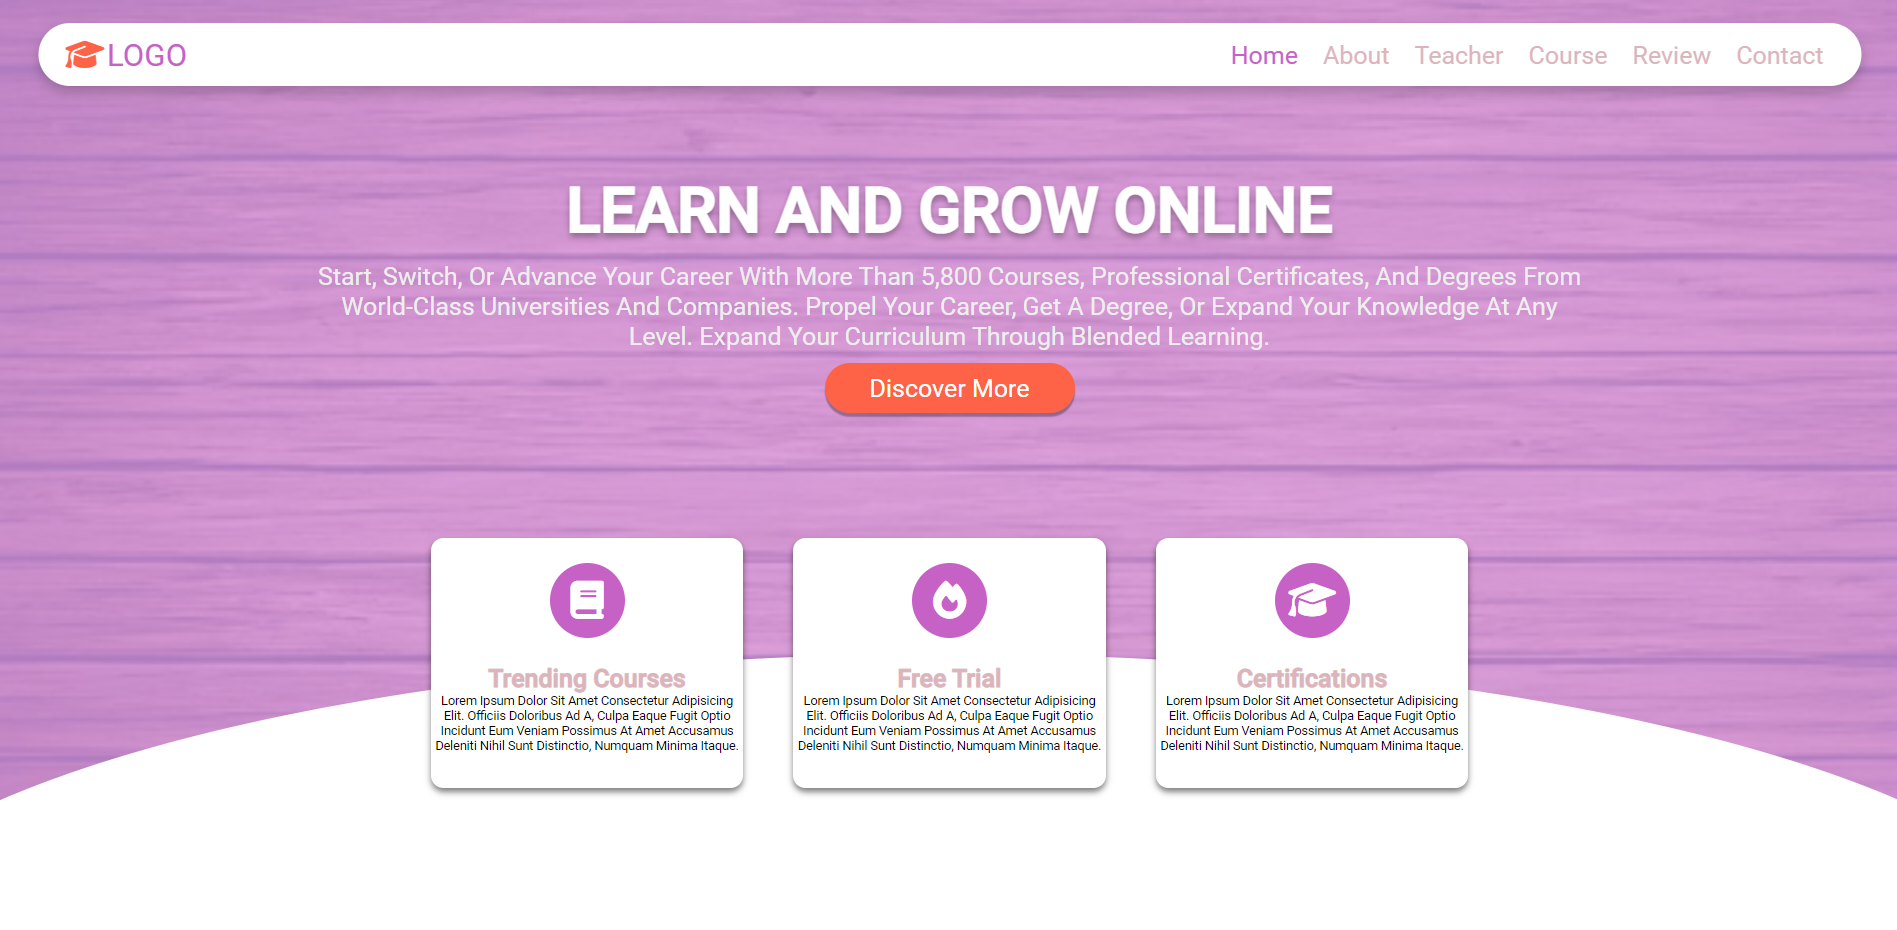 LOGO
Home About Teacher Course Review Contact
LEARN AND GROW ONLINE
Start, Switch, Or Advance Your Career With More Than 5,800 Courses, Professional Certificates, And Degrees From
World-Class Universities And Companies. Propel Your Career, Get A Degree, Or Expand Your Knowledge At Any
Level. Expand Your Curriculum Through Blended Learning.
Discover More
Trending Courses
Lorem Ipsum Dolor Sit Amet Consectetur Adipisicing
Elit. Officiis Doloribus Ad A, Culpa Eaque Fugit Optio
Incidunt Eum Veniam Possimus At Amet Accusamus
Deleniti Nihil Sunt Distinctio, Numquam Minima Itaque.
Free Trial
Lorem Ipsum Dolor Sit Amet Consectetur Adipisicing
Elit. Officiis Doloribus Ad A, Culpa Eaque Fugit Optio
Incidunt Eum Veniam Possimus At Amet Accusamus
Deleniti Nihil Sunt Distinctio, Numquam Minima Itaque.
Certifications
Lorem Ipsum Dolor Sit Amet Consectetur Adipisicing
Elit. Officiis Doloribus Ad A, Culpa Eaque Fugit Optio
Incidunt Eum Veniam Possimus At Amet Accusamus
Deleniti Nihil Sunt Distinctio, Numquam Minima Itaque.